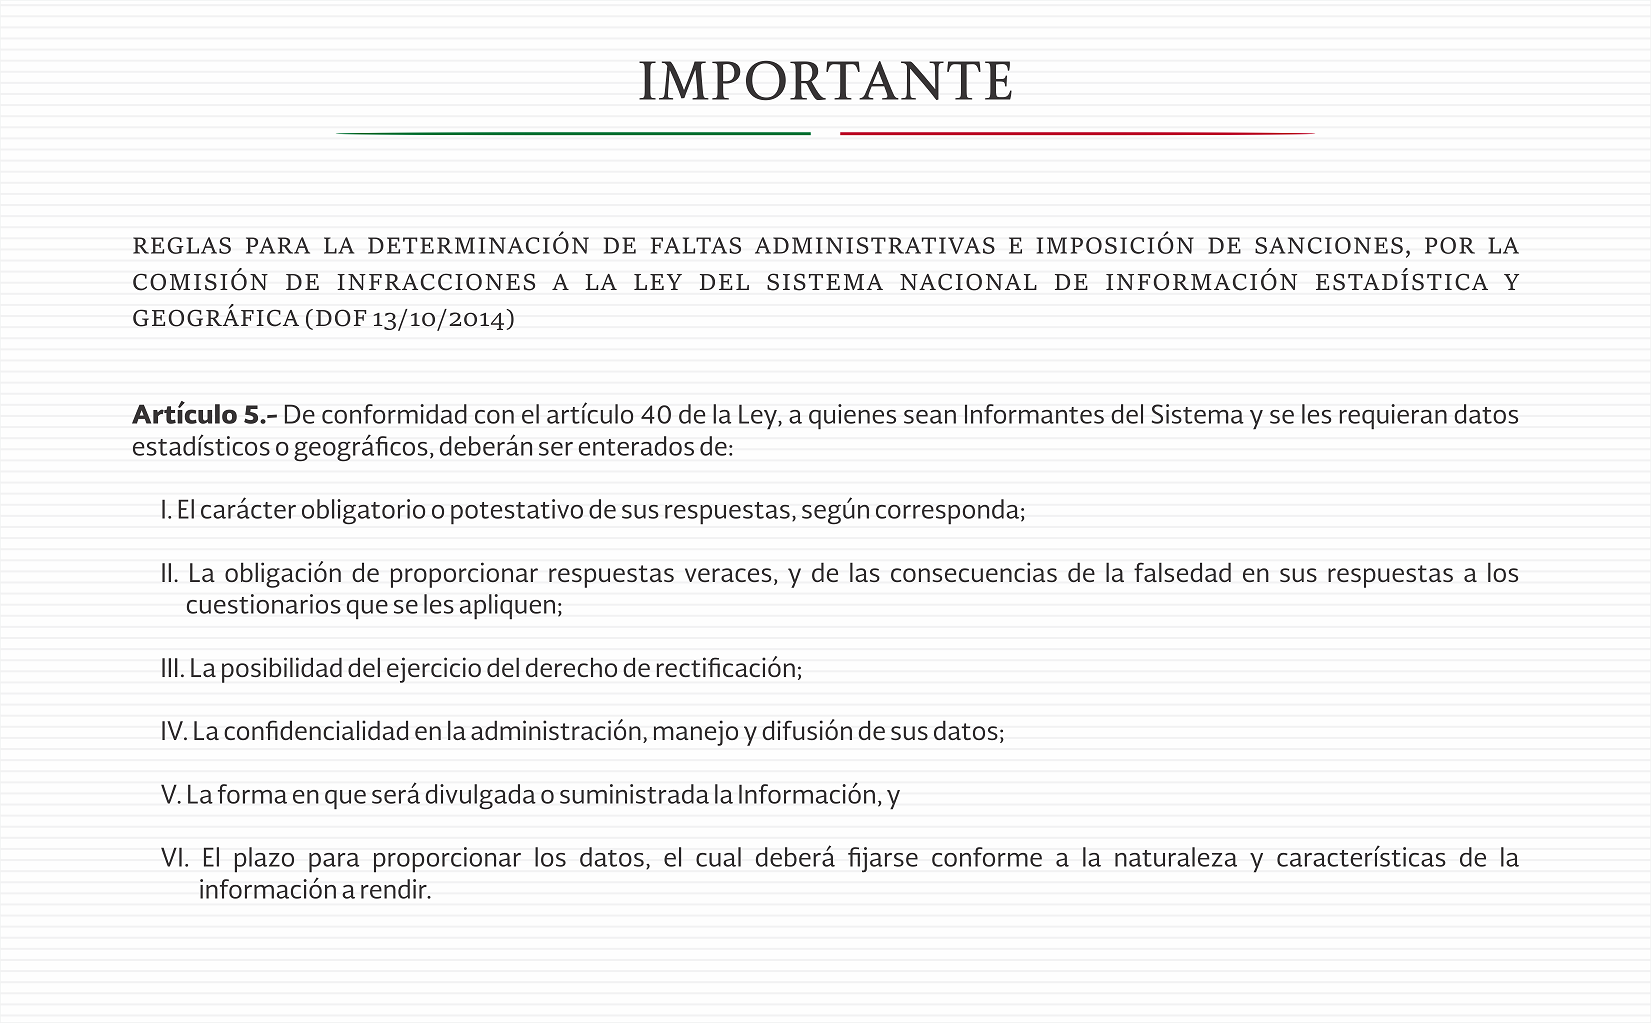 IMPORTANTE
REGLAS PARA LA DETERMINACIÓN DE FALTAS ADMINISTRATIVAS E IMPOSICIÓN DE SANCIONES, POR LA
COMISIÓN DE INFRACCIONES A LA LEY DEL SISTEMA NACIONAL DE INFORMACIÓN ESTADÍSTICA Y
GEOGRÁFICA (DOF 13/10/2014)
Artículo 5.- De conformidad con el artículo 40 de la Ley, a quienes sean Informantes del Sistema y se les requieran datos
estadísticos o geográficos, deberán ser enterados de:
I. El carácter obligatorio o potestativo de sus respuestas, según corresponda;
II. La obligación de proporcionar respuestas veraces, y de las consecuencias de la falsedad en sus respuestas a los
cuestionarios que se les apliquen;
III. La posibilidad del ejercicio del derecho de rectificación;
IV. La confidencialidad en la administración, manejo y difusión de sus datos;
V. La forma en que será divulgada o suministrada la Información, y
VI. El plazo para proporcionar los datos, el cual deberá fijarse conforme a la naturaleza y características de la
información a rendir.